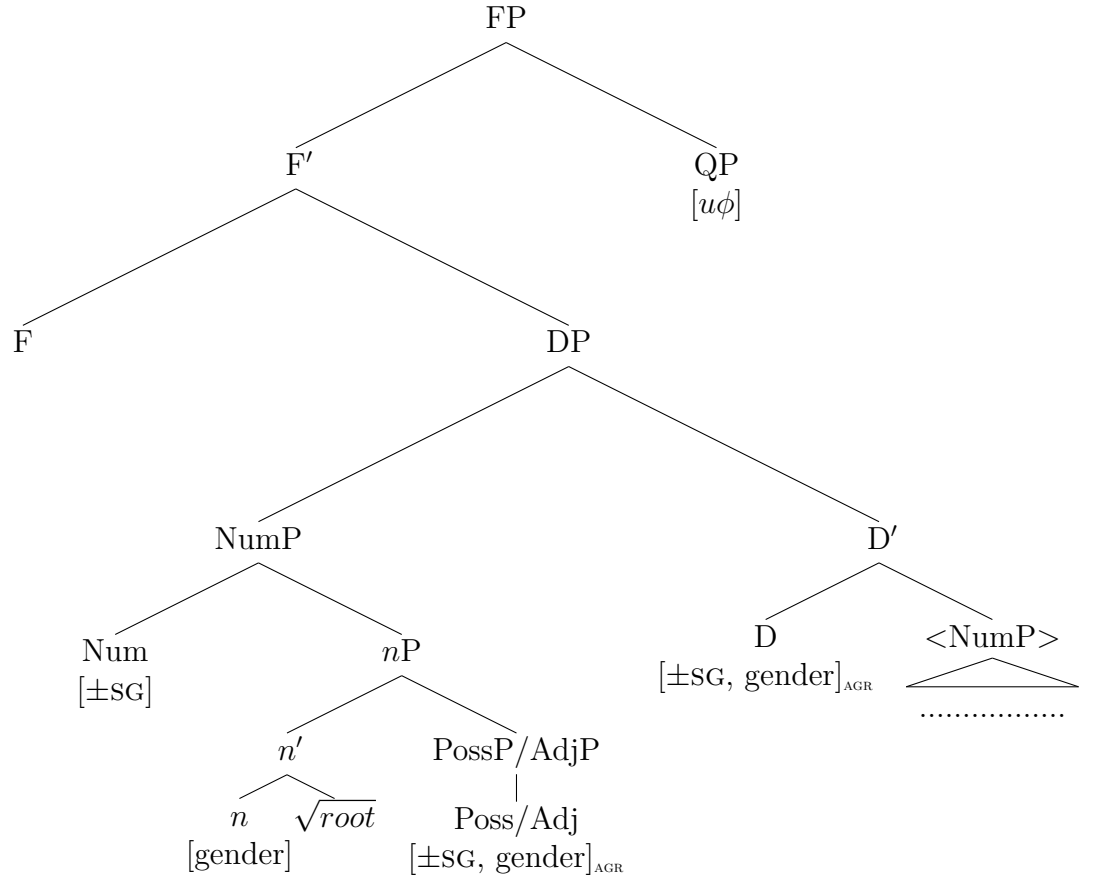 FP
F′ QP
[uϕ]
F DP
NumP D′
Num nP D <NumP>
[±SG] [±SG, gender]AGR .................
n′ PossP/AdjP
n √root Poss/Adj
[gender] [±SG, gender]AGR